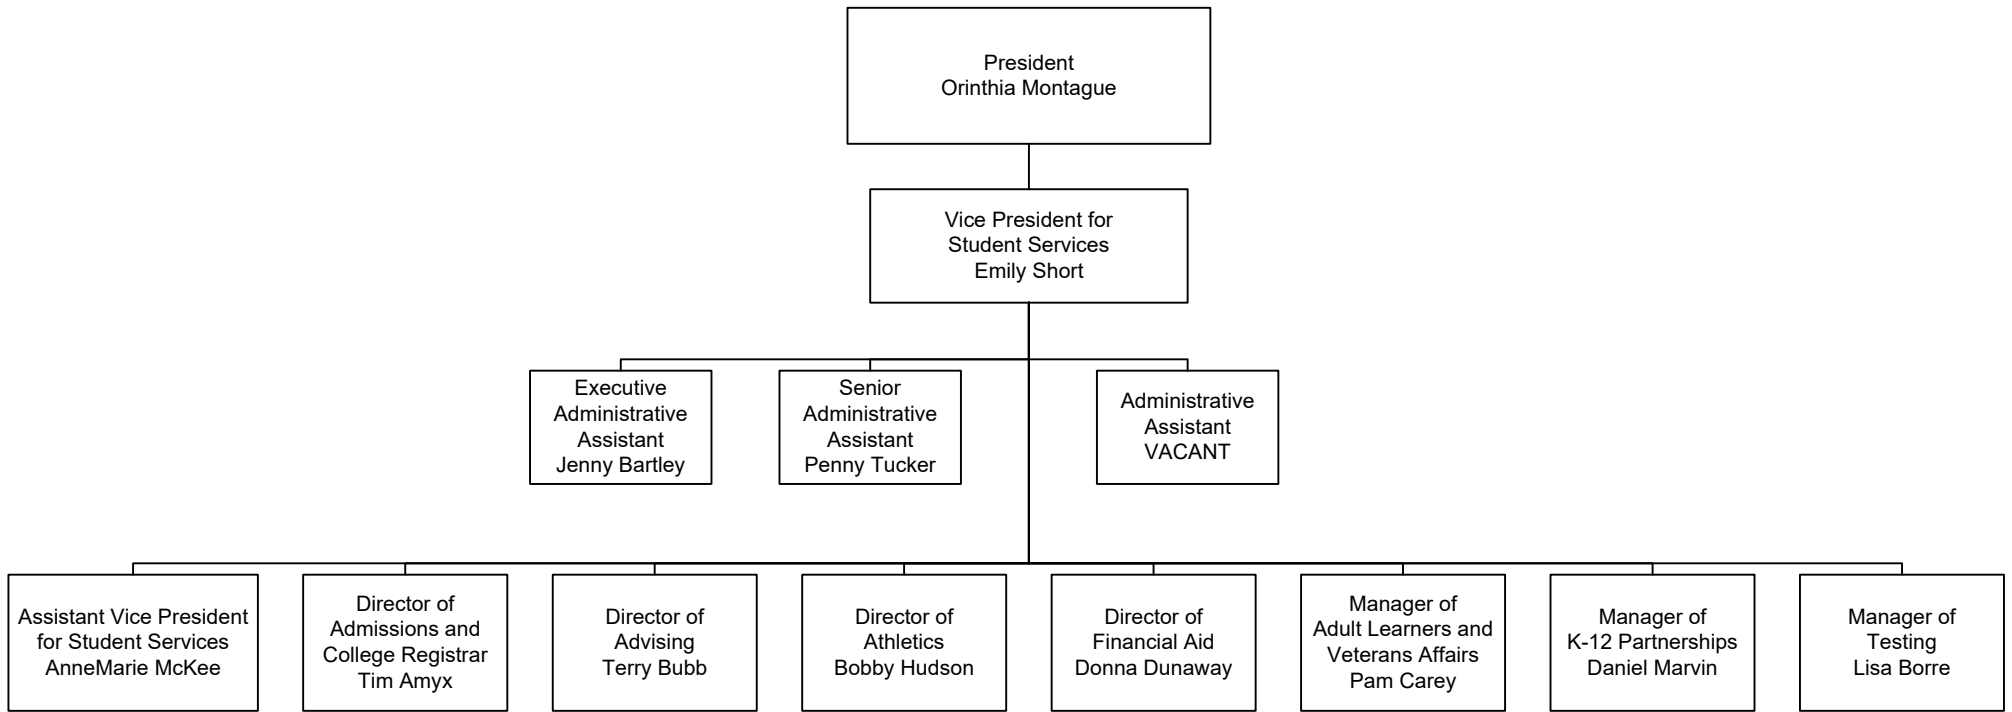 President
Orinthia Montague
Vice President for
Student Services
Emily Short
Executive
Administrative
Assistant
Jenny Bartley
Senior
Administrative
Assistant
Penny Tucker
Administrative
Assistant
VACANT
Assistant Vice President
for Student Services
AnneMarie McKee
Director of
Admissions and
College Registrar
Tim Amyx
Director of
Advising
Terry Bubb
Director of
Athletics
Bobby Hudson
Director of
Financial Aid
Donna Dunaway
Manager of
Adult Learners and
Veterans Affairs
Pam Carey
Manager of
K-12 Partnerships
Daniel Marvin
Manager of
Testing
Lisa Borre